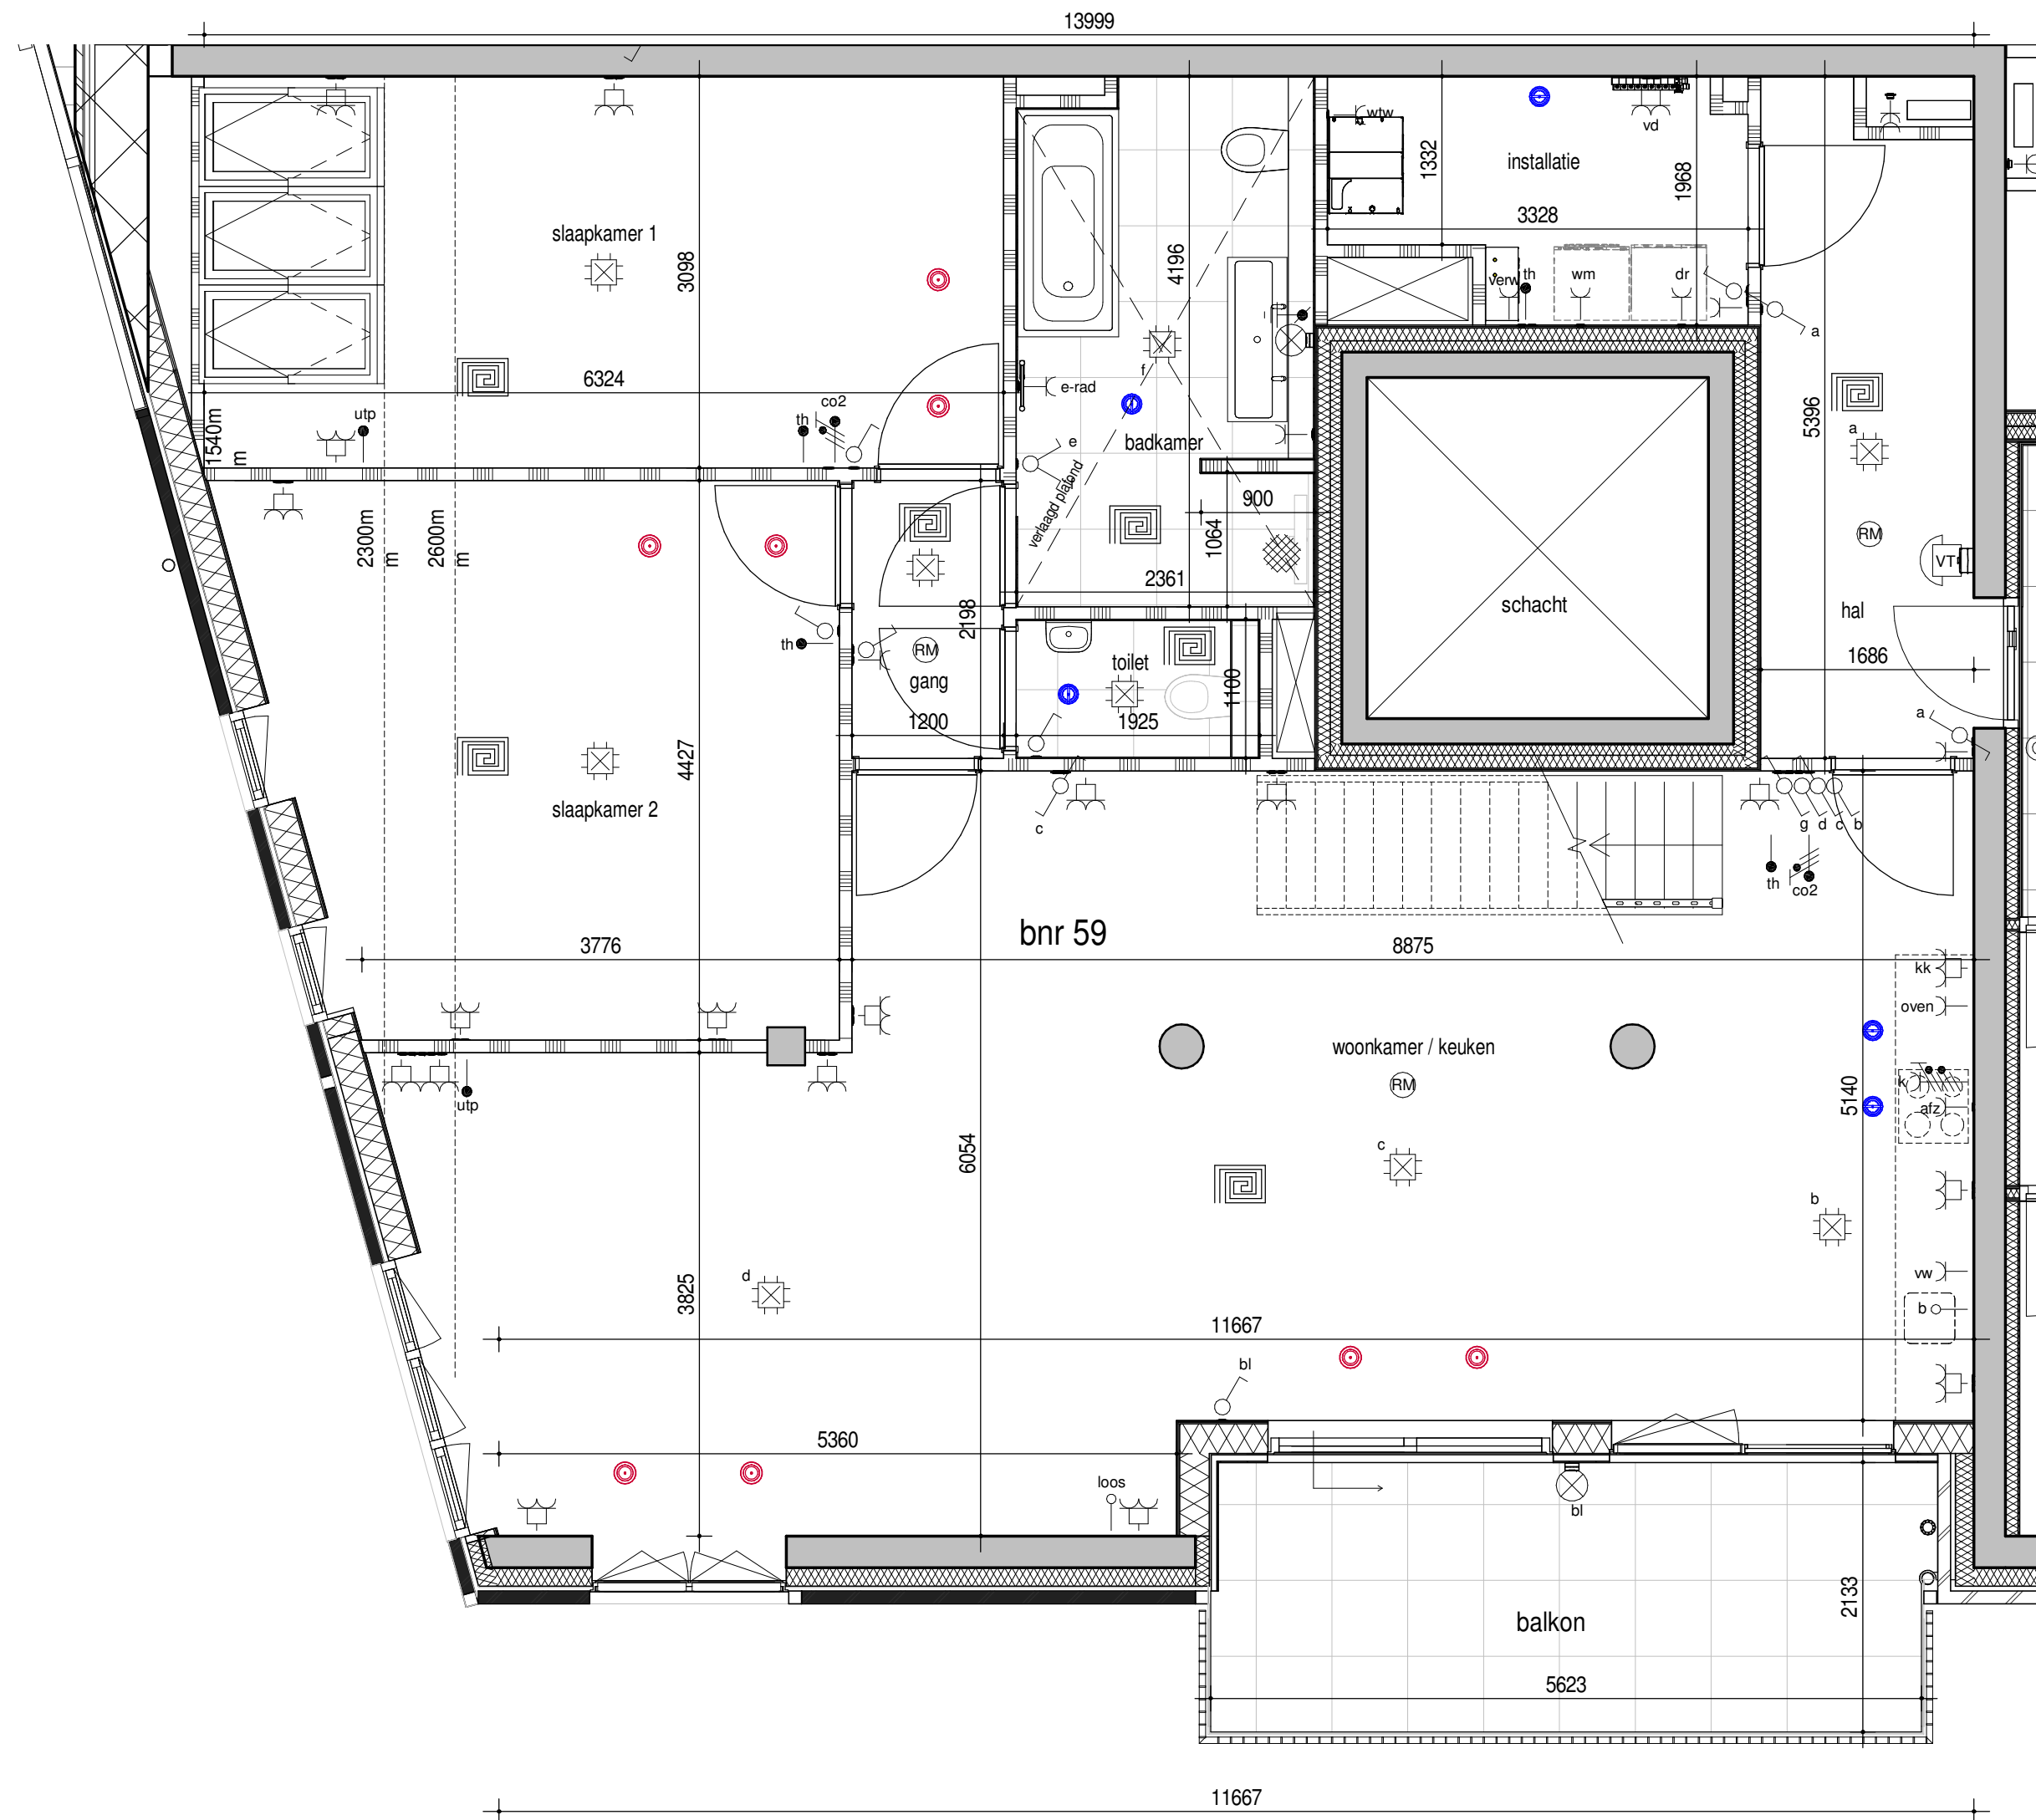 13999
wtw
vd
installatie
1332
1968
3328
slaapkamer 1
3098
4196
verw
th
wm
dr
a
f
6324
e-rad
co2
th
utp
1540m
m
badkamer
e
verlaagd plafond
900
1064
2361
5396
a
RM
VT
hal
1686
a
schacht
2300m
m
2600m
m
th
2198
RM
gang
1200
toilet
1100
1925
4427
slaapkamer 2
c
g
d
c
b
th
co2
bnr 59
3776
8875
kk
oven
woonkamer / keuken
RM
k
afz
5140
utp
6054
c
b
d
3825
vw
b
11667
bl
5360
loos
bl
2133
balkon
5623
11667